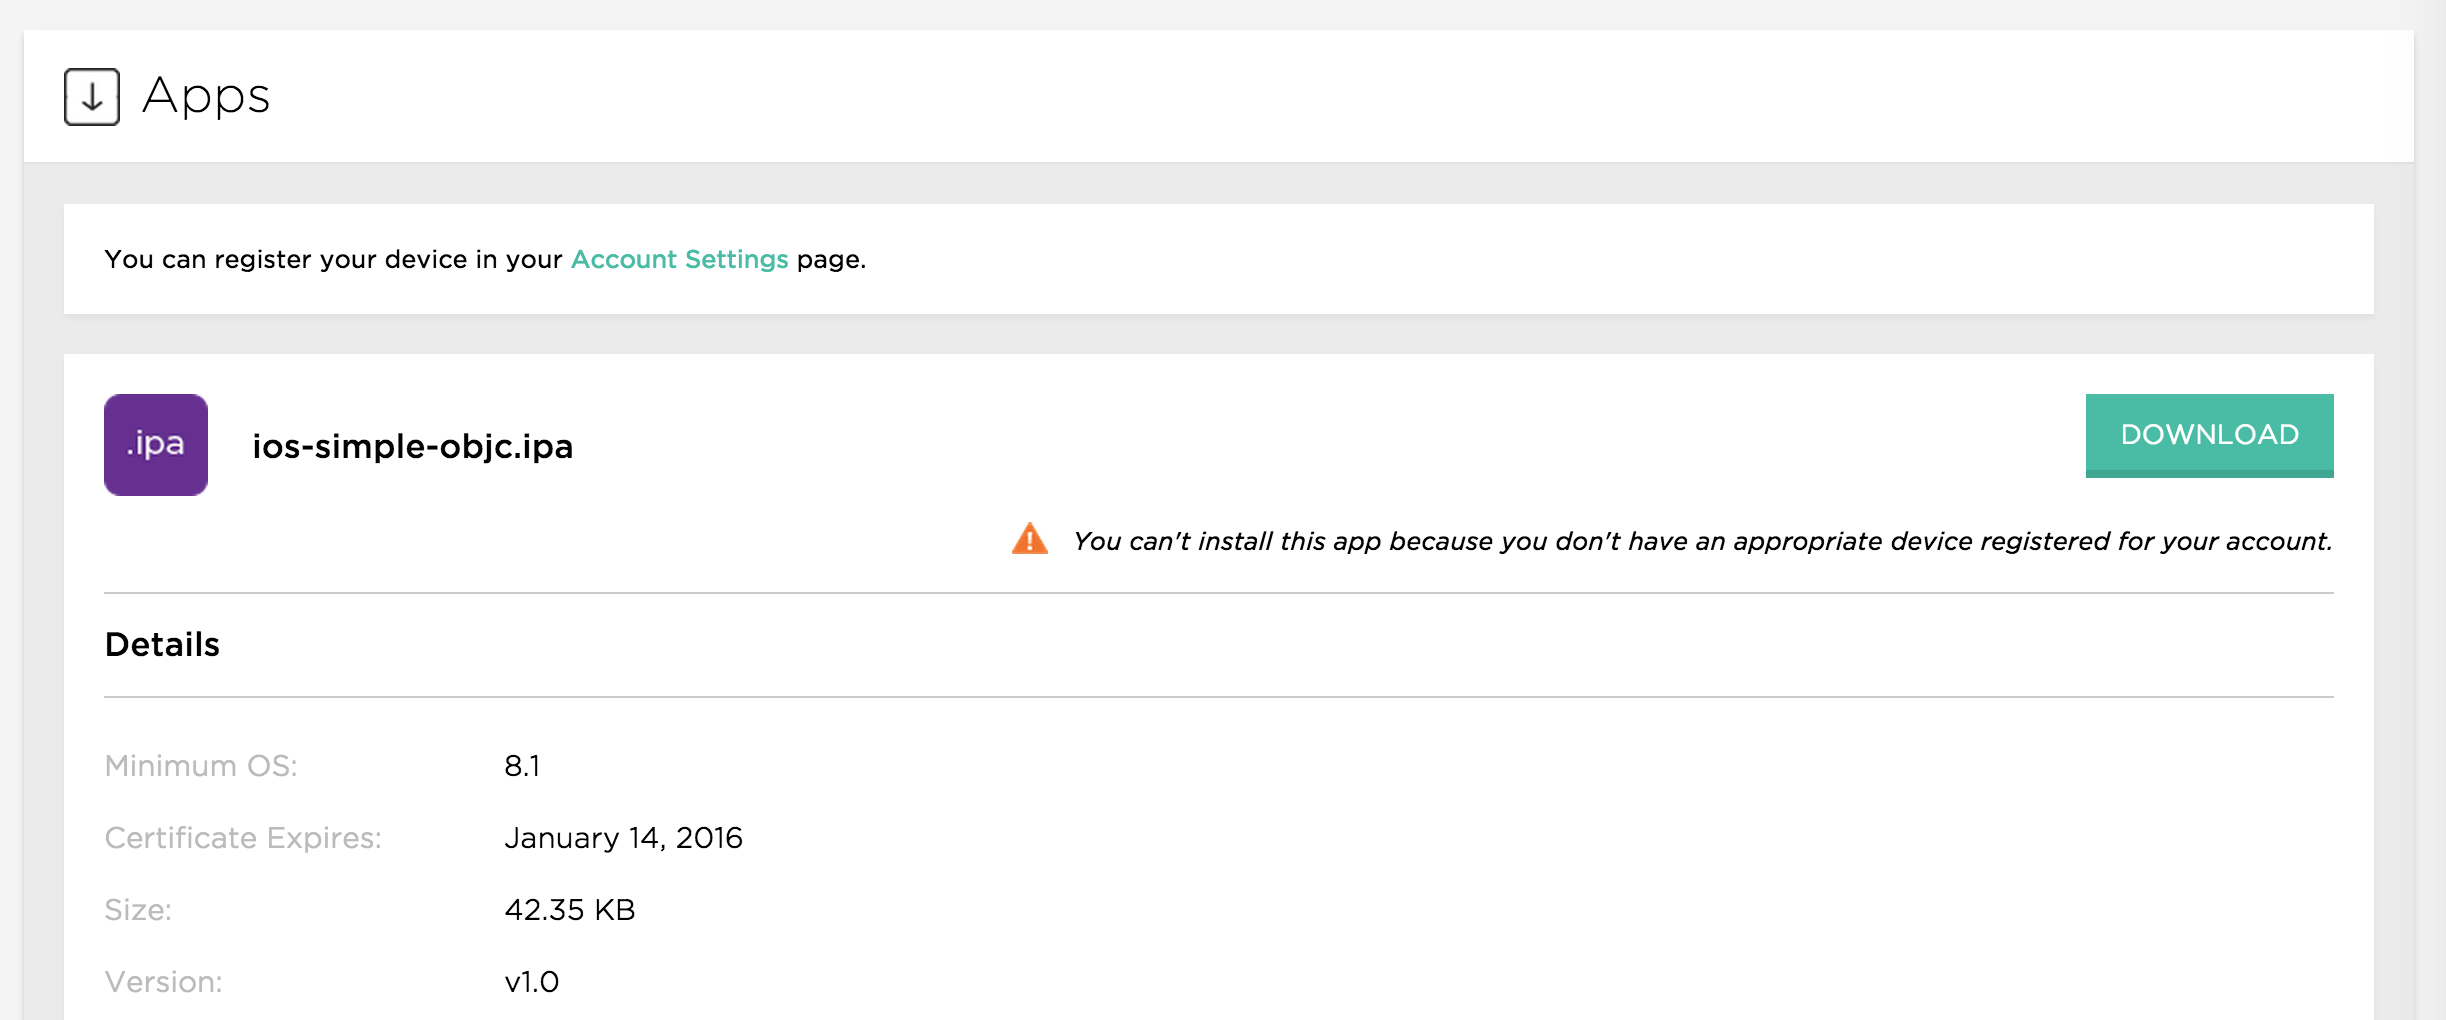 Apps
You can register your device in your Account Settings page.
.ipa
ios-simple-objc.ipa
DOWNLOAD
You can't install this app because you don't have an appropriate device registered for your account.
Details
Minimum OS: 8.1
Certificate Expires: January 14, 2016
Size: 42.35 KB
Version: v1.0